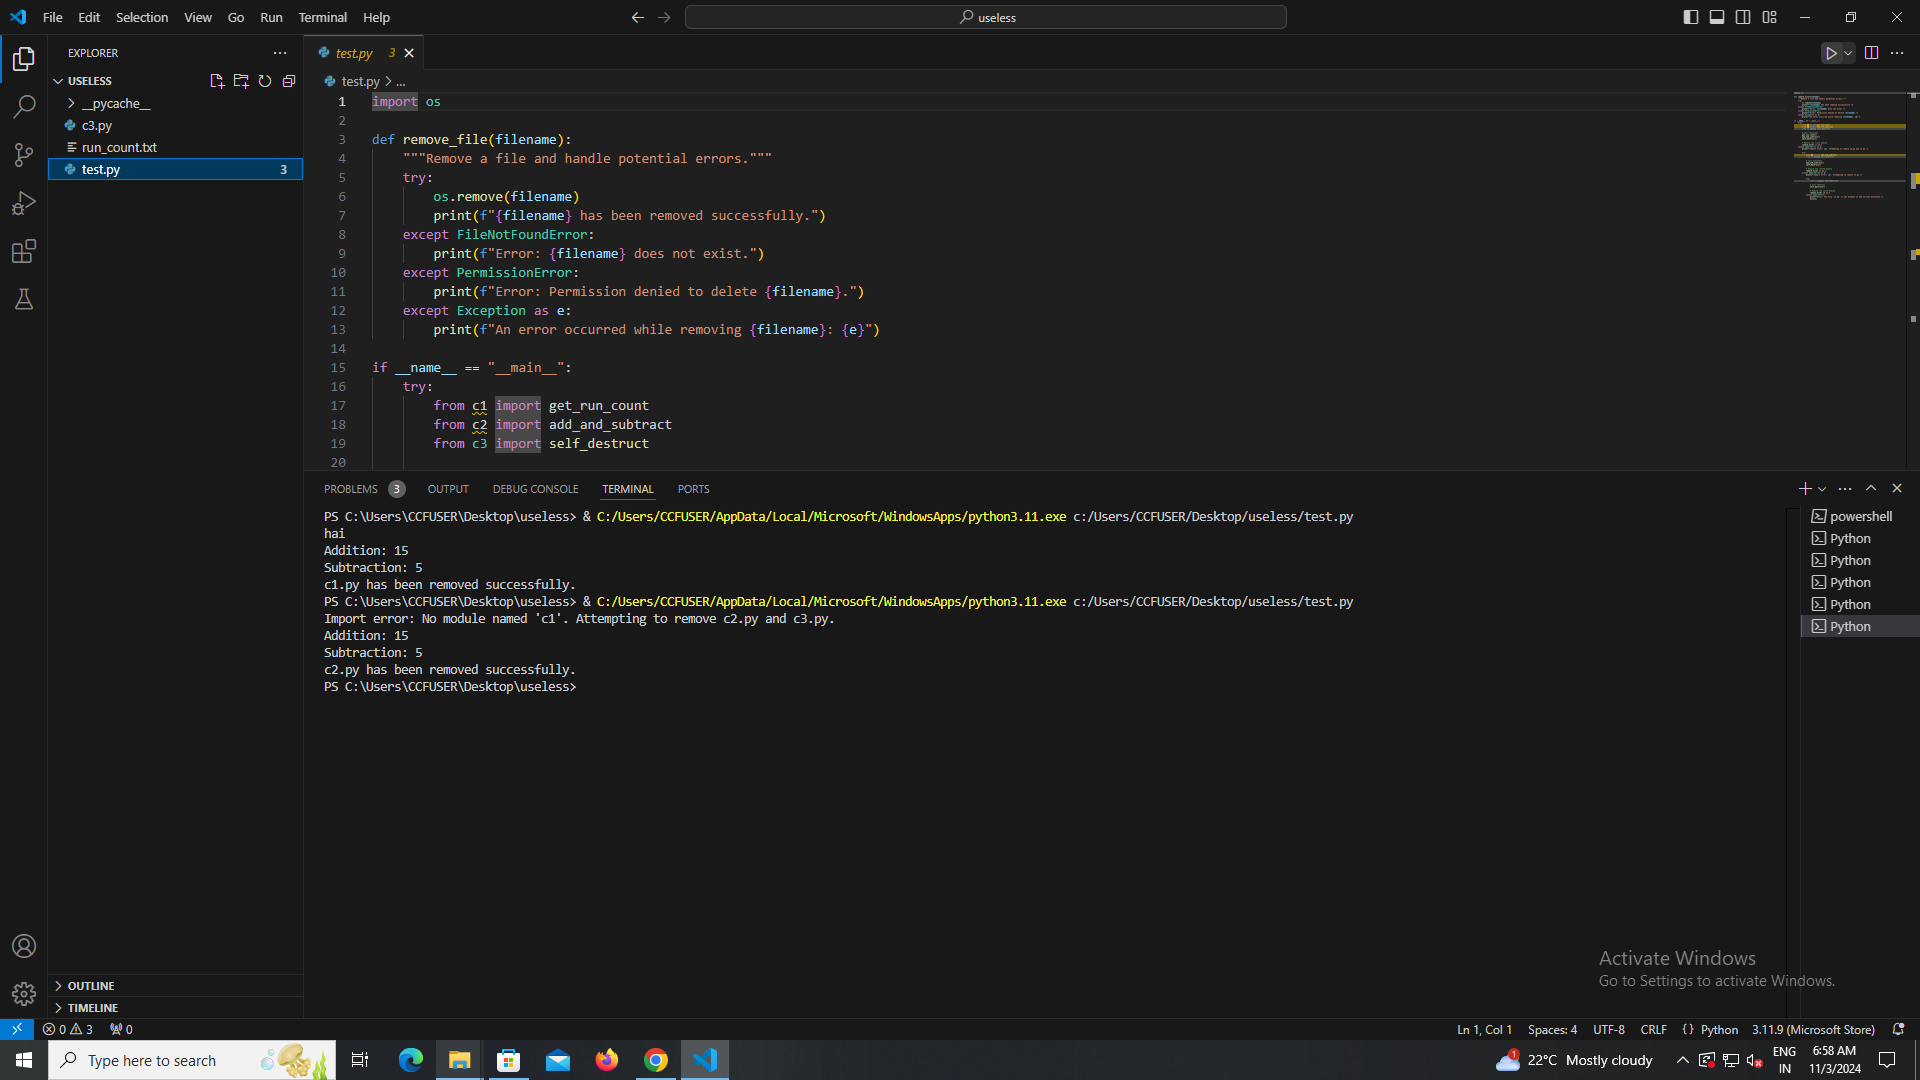 File Edit Selection View Go Run Terminal Help
useless
EXPLORER
USELESS
__pycache__
c3.py
run_count.txt
test.py 3
OUTLINE
TIMELINE
test.py 3
test.py > ...
1 import os
2
3 def remove_file(filename):
4 """Remove a file and handle potential errors."""
5 try:
6 os.remove(filename)
7 print(f"{filename} has been removed successfully.")
8 except FileNotFoundError:
9 print(f"Error: {filename} does not exist.")
10 except PermissionError:
11 print(f"Error: Permission denied to delete {filename}.")
12 except Exception as e:
13 print(f"An error occurred while removing {filename}: {e}")
14
15 if __name__ == "__main__":
16 try:
17 from c1 import get_run_count
18 from c2 import add_and_subtract
19 from c3 import self_destruct
20
PROBLEMS 3 OUTPUT DEBUG CONSOLE TERMINAL PORTS
PS C:\Users\CCFUSER\Desktop\useless> & C:/Users/CCFUSER/AppData/Local/Microsoft/WindowsApps/python3.11.exe c:/Users/CCFUSER/Desktop/useless/test.py
hai
Addition: 15
Subtraction: 5
c1.py has been removed successfully.
PS C:\Users\CCFUSER\Desktop\useless> & C:/Users/CCFUSER/AppData/Local/Microsoft/WindowsApps/python3.11.exe c:/Users/CCFUSER/Desktop/useless/test.py
Import error: No module named 'c1'. Attempting to remove c2.py and c3.py.
Addition: 15
Subtraction: 5
c2.py has been removed successfully.
PS C:\Users\CCFUSER\Desktop\useless>
powershell
Python
Python
Python
Python
Python
Activate Windows
Go to Settings to activate Windows.
0 3 0
Ln 1, Col 1 Spaces: 4 UTF-8 CRLF {} Python 3.11.9 (Microsoft Store)
Type here to search
1 22°C Mostly cloudy
ENG
IN
6:58 AM
11/3/2024